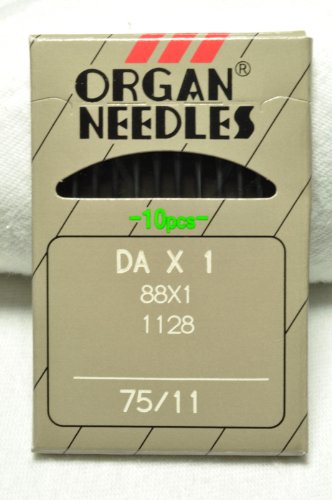 ORGAN®
NEEDLES
-10pcs-
DA X 1
88X1
1128
75/11